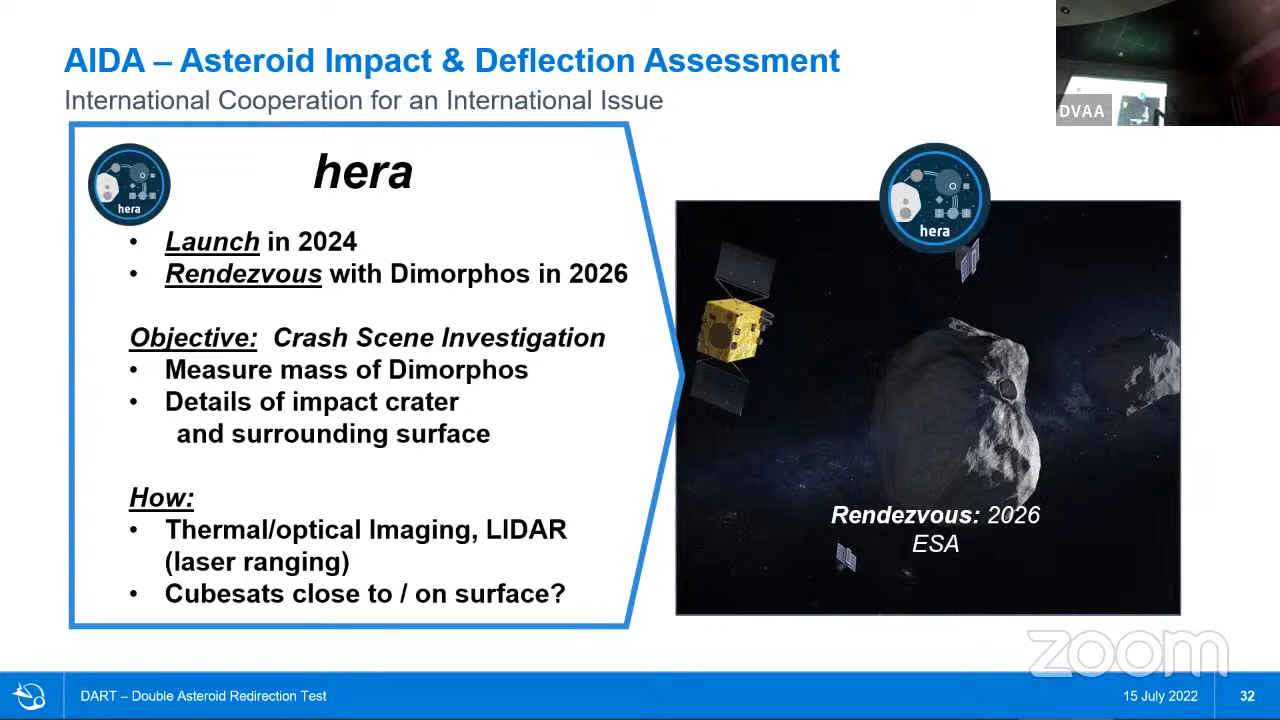 AIDA – Asteroid Impact & Deflection Assessment
International Cooperation for an International Issue
DVAA
hera
hera
• Launch in 2024
• Rendezvous with Dimorphos in 2026
Objective: Crash Scene Investigation
• Measure mass of Dimorphos
• Details of impact crater
and surrounding surface
How:
• Thermal/optical Imaging, LIDAR
(laser ranging)
• Cubesats close to / on surface?
hera
Rendezvous: 2026
ESA
zoom
DART – Double Asteroid Redirection Test
15 July 2022
32